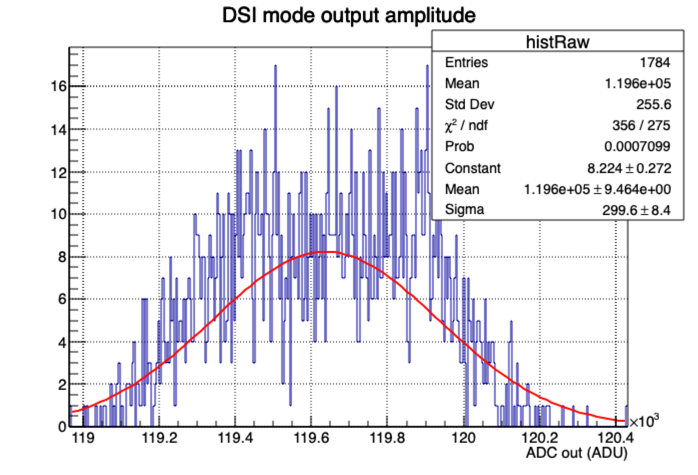 DSI mode output amplitude
histRaw
Entries 1784
Mean 1.196e+05
Std Dev 255.6
χ² / ndf 356 / 275
Prob 0.0007099
Constant 8.224 ± 0.272
Mean 1.196e+05 ± 9.464e+00
Sigma 299.6 ± 8.4
16
14
12
10
8
6
4
2
0
119 119.2 119.4 119.6 119.8 120 120.2 120.4 ×10³
ADC out (ADU)